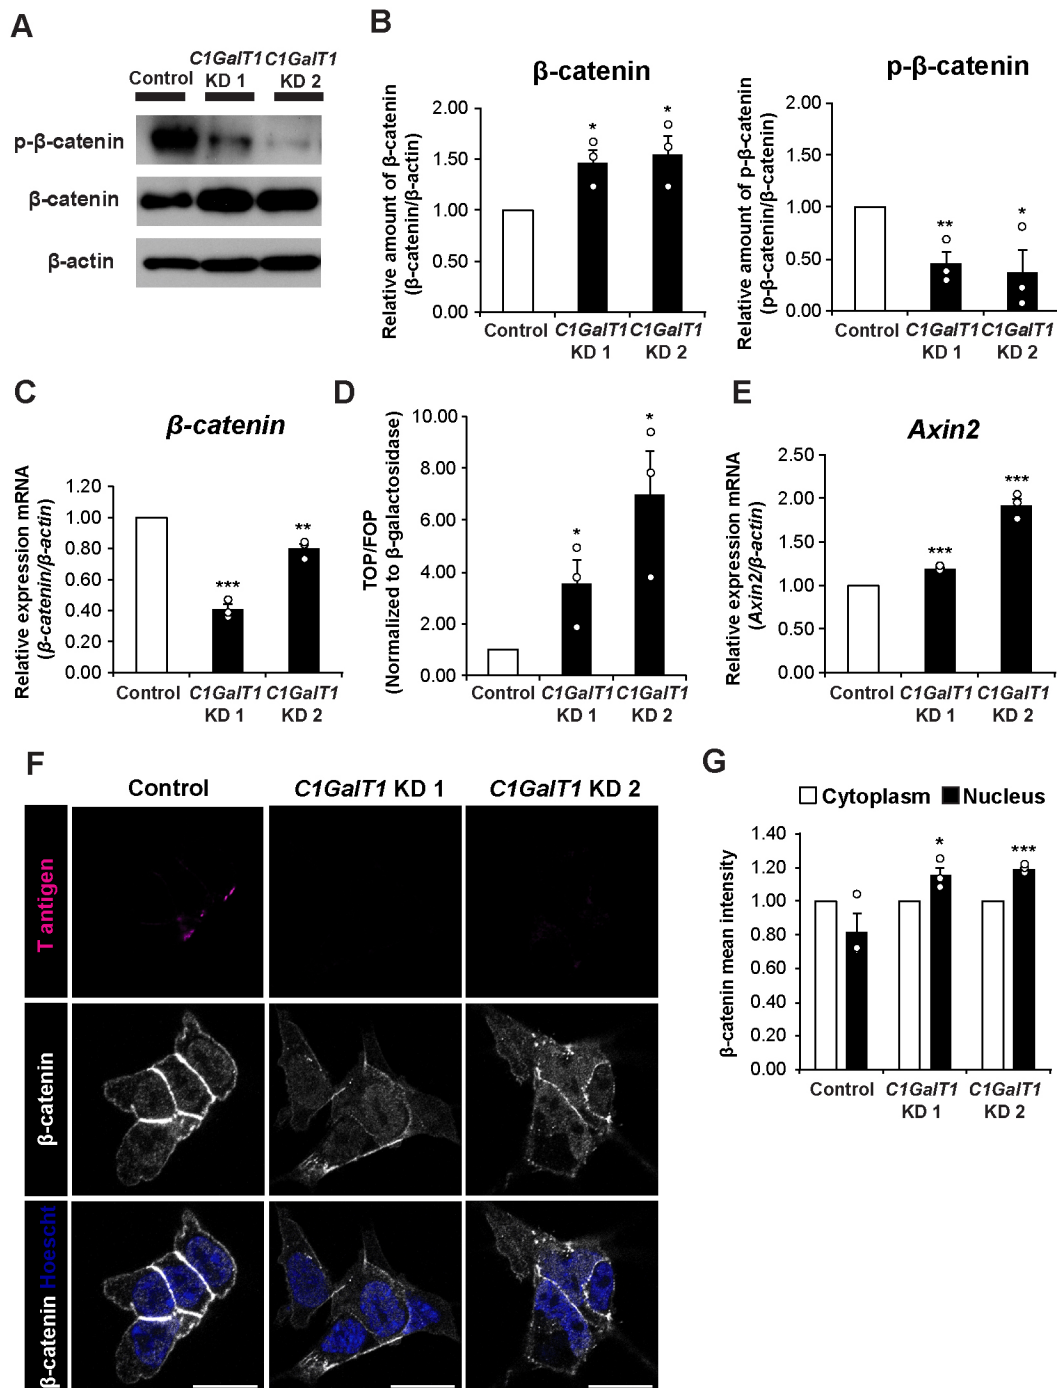 A
Control
C1GalT1
KD 1
C1GalT1
KD 2
p-β-catenin
β-catenin
β-actin
B
β-catenin
Relative amount of β-catenin
(β-catenin/β-actin)
2.00
1.50
1.00
0.50
0.00
*
*
Control
C1GalT1
KD 1
C1GalT1
KD 2
p-β-catenin
Relative amount of p-β-catenin
(p-β-catenin/β-catenin)
2.00
1.50
1.00
0.50
0.00
**
*
Control
C1GalT1
KD 1
C1GalT1
KD 2
C
β-catenin
Relative expression mRNA
(β-catenin/β-actin)
1.20
1.00
0.80
0.60
0.40
0.20
0.00
***
**
Control
C1GalT1
KD 1
C1GalT1
KD 2
D
TOP/FOP
(Normalized to β-galactosidase)
10.00
8.00
6.00
4.00
2.00
0.00
*
*
Control
C1GalT1
KD 1
C1GalT1
KD 2
E
Axin2
Relative expression mRNA
(Axin2/β-actin)
2.50
2.00
1.50
1.00
0.50
0.00
***
***
Control
C1GalT1
KD 1
C1GalT1
KD 2
F
Control
C1GalT1 KD 1
C1GalT1 KD 2
T antigen
β-catenin
β-catenin Hoescht
G
Cytoplasm
Nucleus
β-catenin mean intensity
1.40
1.20
1.00
0.80
0.60
0.40
0.20
0.00
*
***
Control
C1GalT1
KD 1
C1GalT1
KD 2